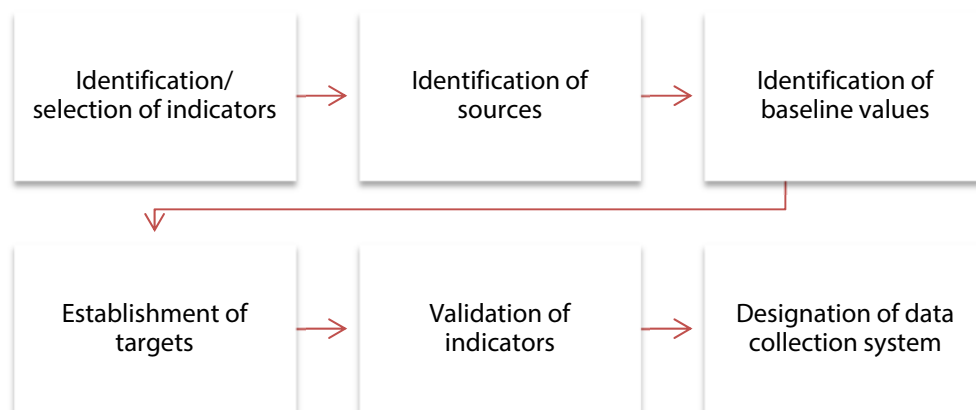 Identification/
selection of indicators
Identification of
sources
Identification of
baseline values
Establishment of
targets
Validation of
indicators
Designation of data
collection system